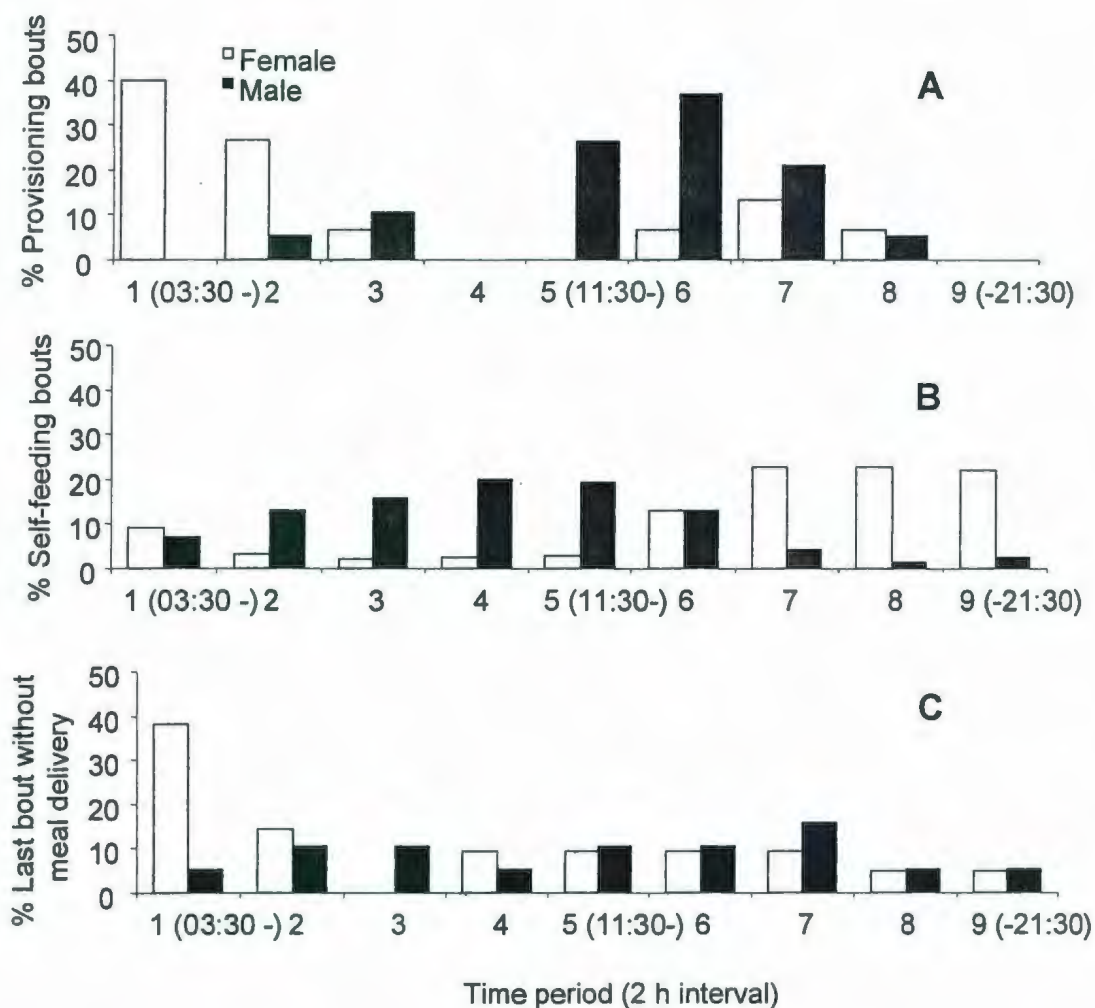 % Provisioning bouts
50
40
30
20
10
0
Female
Male
A
1 (03:30 -) 2 3 4 5 (11:30-) 6 7 8 9 (-21:30)
% Self-feeding bouts
50
40
30
20
10
0
B
1 (03:30 -) 2 3 4 5 (11:30-) 6 7 8 9 (-21:30)
% Last bout without
meal delivery
50
40
30
20
10
0
C
1 (03:30 -) 2 3 4 5 (11:30-) 6 7 8 9 (-21:30)
Time period (2 h interval)